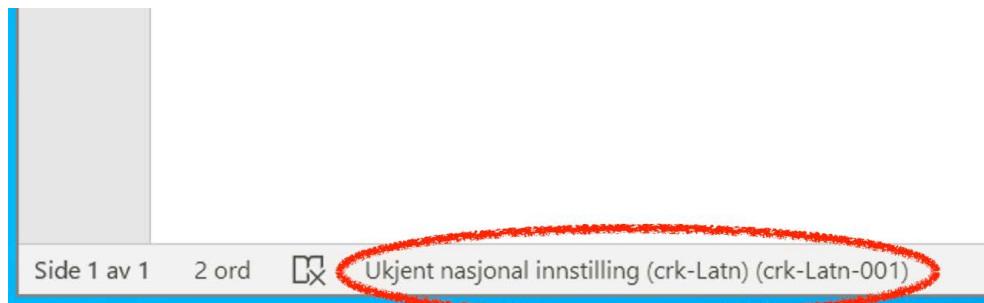 Side 1 av 1 2 ord Ukjent nasjonal innstilling (crk-Latn) (crk-Latn-001)